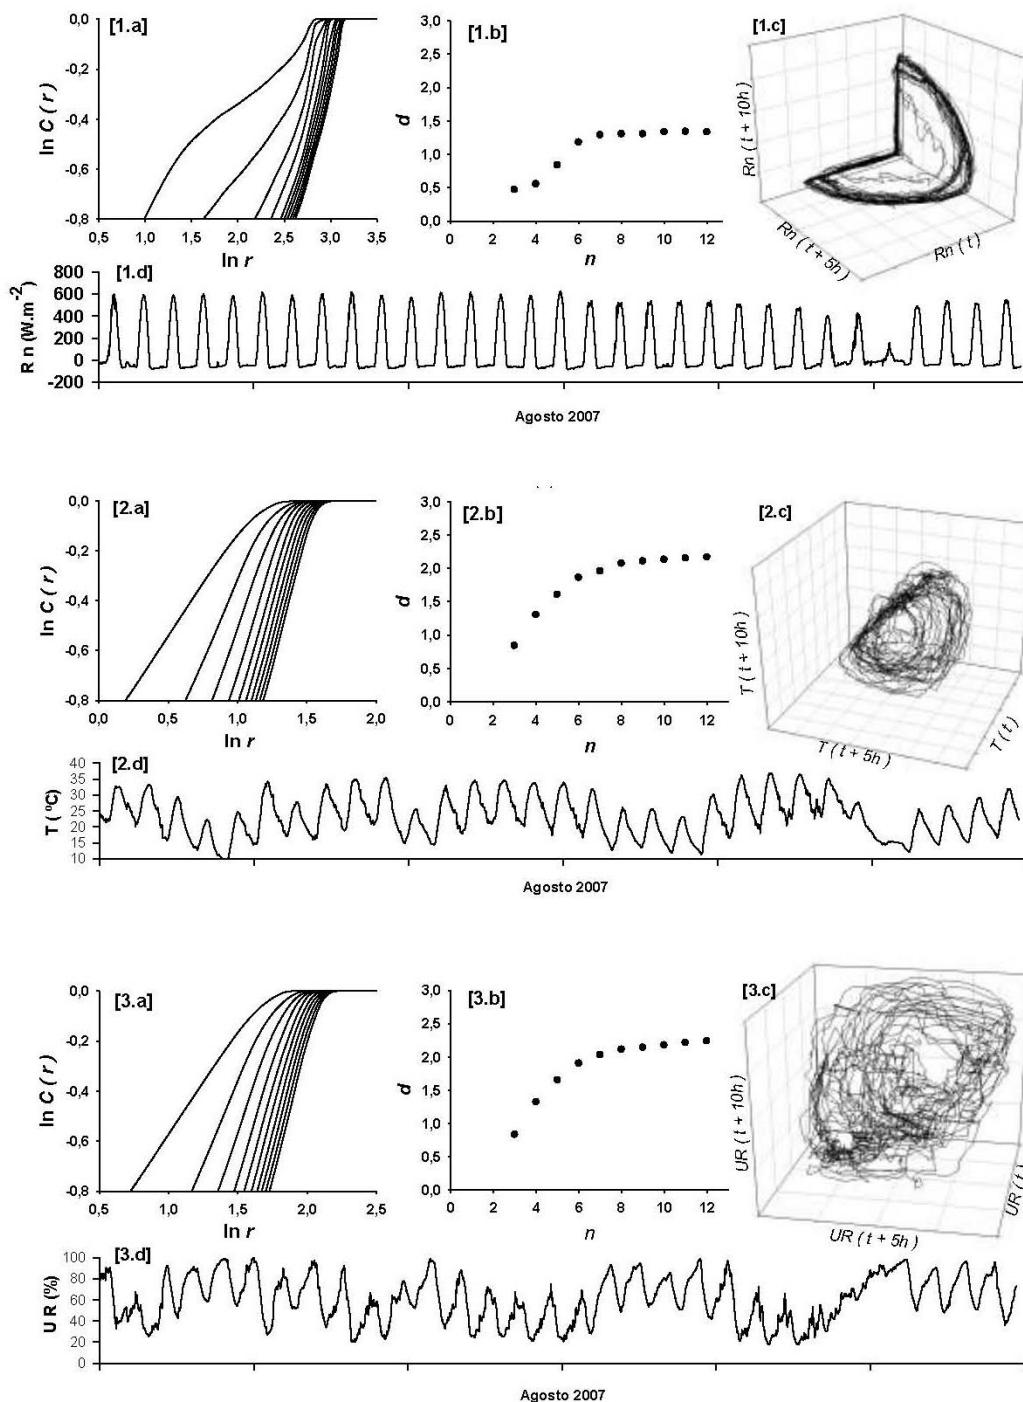 [1.a]
0,0
-0,2
-0,4
-0,6
-0,8
ln C ( r )
0,5 1,0 1,5 2,0 2,5 3,0 3,5
ln r
[1.b]
3,0
2,5
2,0
1,5
1,0
0,5
0,0
d
0 2 4 6 8 10 12
n
[1.c]
Rn ( t + 10h )
Rn ( t + 5h )
Rn ( t )
[1.d]
800
600
400
200
0
-200
R n (W.m-2)
Agosto 2007
[2.a]
0,0
-0,2
-0,4
-0,6
-0,8
ln C ( r )
0,0 0,5 1,0 1,5 2,0
ln r
[2.b]
3,0
2,5
2,0
1,5
1,0
0,5
0,0
d
0 2 4 6 8 10 12
n
[2.c]
T ( t + 10h )
T ( t + 5h )
T ( t )
[2.d]
40
35
30
25
20
15
10
T ( ºC)
Agosto 2007
[3.a]
0,0
-0,2
-0,4
-0,6
-0,8
ln C ( r )
0,5 1,0 1,5 2,0 2,5
ln r
[3.b]
3,0
2,5
2,0
1,5
1,0
0,5
0,0
d
0 2 4 6 8 10 12
n
[3.c]
UR ( t + 10h )
UR ( t + 5h )
UR ( t )
[3.d]
100
80
60
40
20
0
U R (%)
Agosto 2007